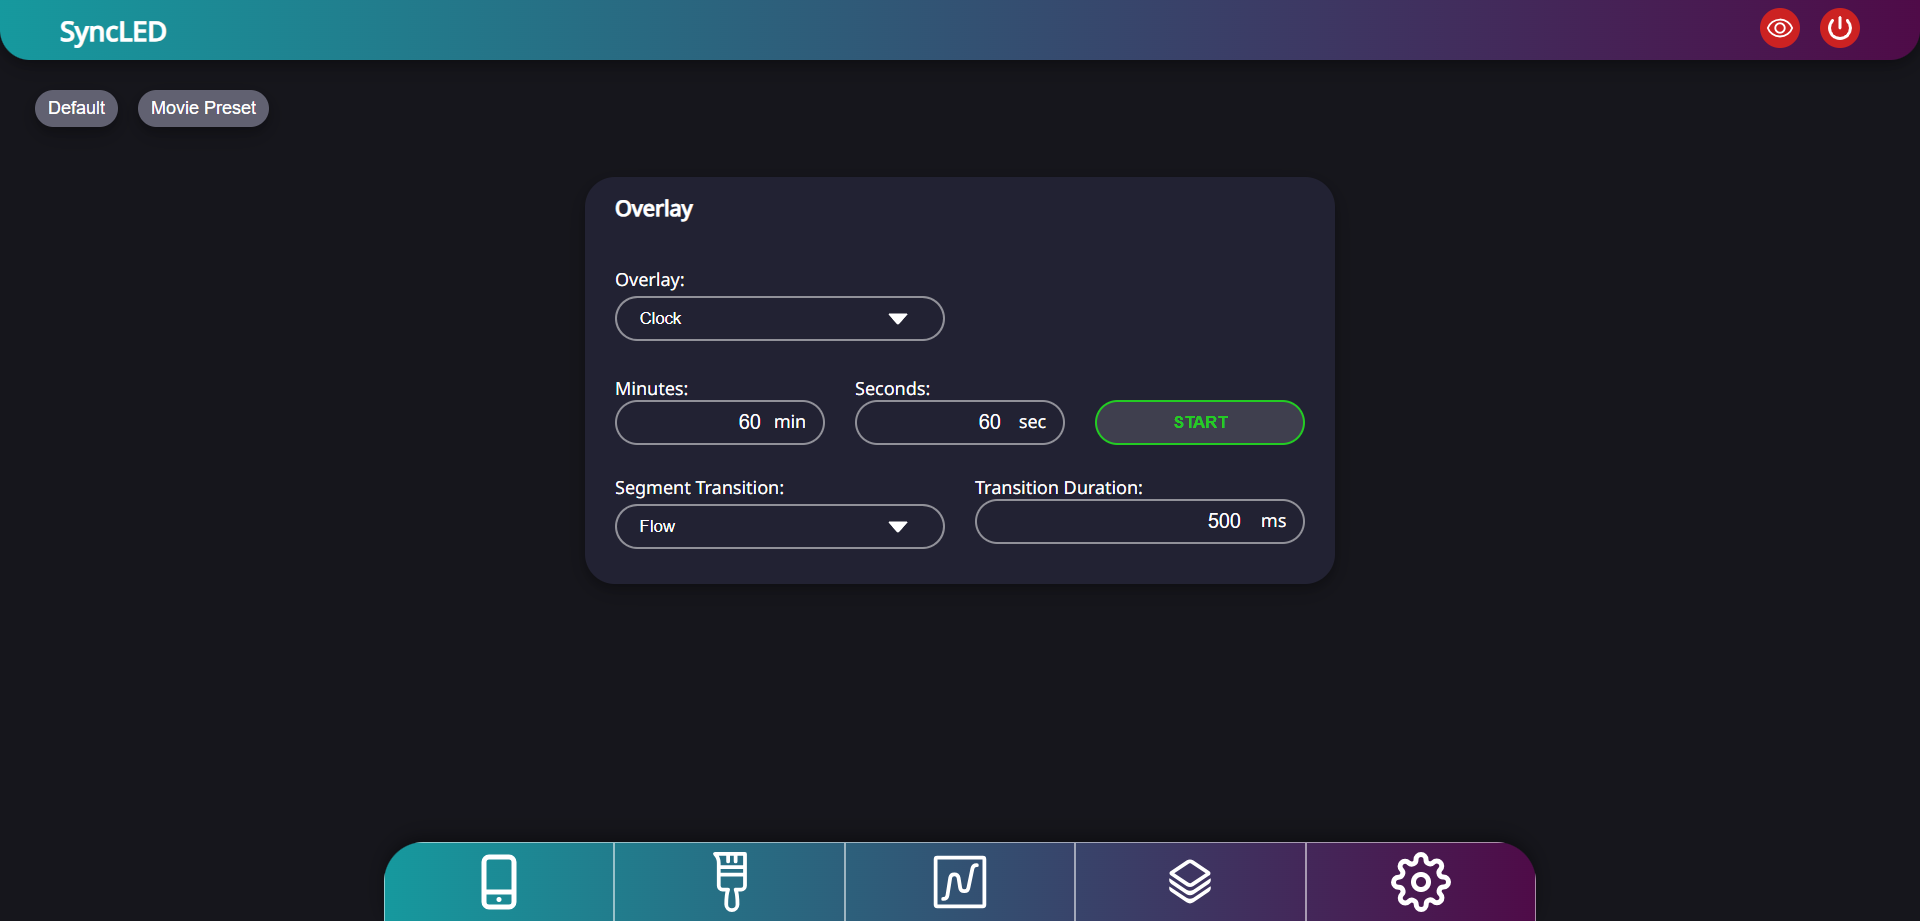 SyncLED
Default Movie Preset
Overlay
Overlay:
Clock
Minutes: Seconds:
60 min 60 sec START
Segment Transition: Transition Duration:
Flow 500 ms